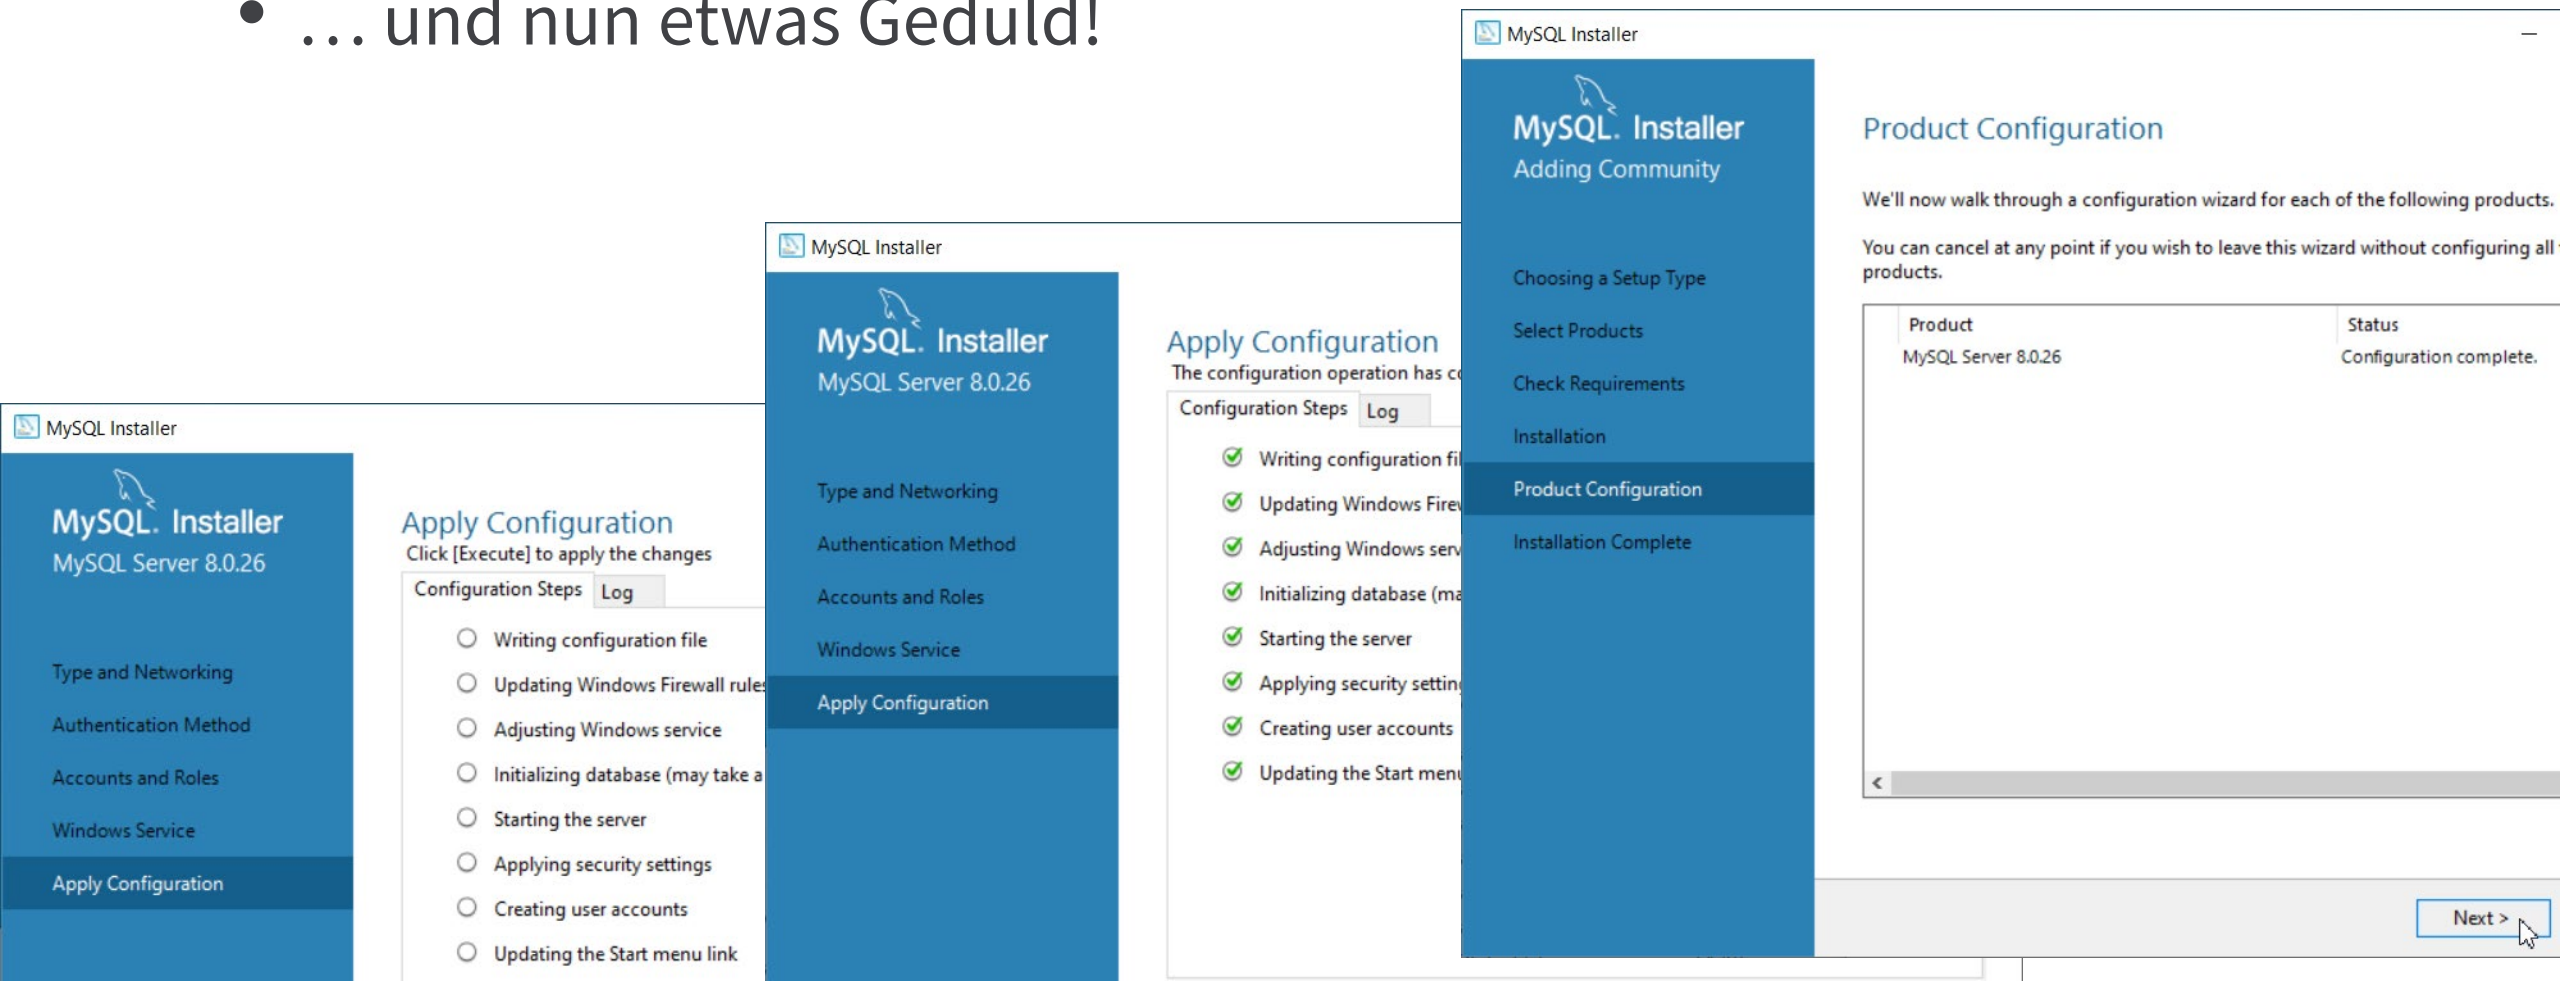 • … und nun etwas Geduld!
MySQL Installer
MySQL. Installer
MySQL Server 8.0.26
Type and Networking
Authentication Method
Accounts and Roles
Windows Service
Apply Configuration
Apply Configuration
Click [Execute] to apply the changes
Configuration Steps Log
Writing configuration file
Updating Windows Firewall rules
Adjusting Windows service
Initializing database (may take a
Starting the server
Applying security settings
Creating user accounts
Updating the Start menu link
MySQL Installer
MySQL. Installer
MySQL Server 8.0.26
Type and Networking
Authentication Method
Accounts and Roles
Windows Service
Apply Configuration
Apply Configuration
The configuration operation has
Configuration Steps Log
Writing configuration
Updating Windows
Adjusting Windows
Initializing database
Starting the server
Applying security
Creating user accounts
Updating the Start menu
MySQL Installer
MySQL. Installer
Adding Community
Choosing a Setup Type
Select Products
Check Requirements
Installation
Product Configuration
Installation Complete
Product Configuration
We'll now walk through a configuration wizard for each of the following products.
You can cancel at any point if you wish to leave this wizard without configuring all
products.
Product Status
MySQL Server 8.0.26 Configuration complete.
Next >